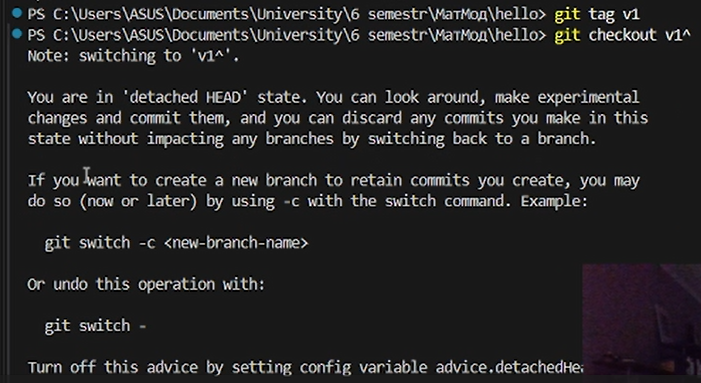 PS C:\Users\ASUS\Documents\University\6 semestr\МатМод\hello> git tag v1
PS C:\Users\ASUS\Documents\University\6 semestr\МатМод\hello> git checkout v1^
Note: switching to 'v1^'.
You are in 'detached HEAD' state. You can look around, make experimental
changes and commit them, and you can discard any commits you make in this
state without impacting any branches by switching back to a branch.
If you want to create a new branch to retain commits you create, you may
do so (now or later) by using -c with the switch command. Example:
git switch -c <new-branch-name>
Or undo this operation with:
git switch -
Turn off this advice by setting config variable advice.detachedHea